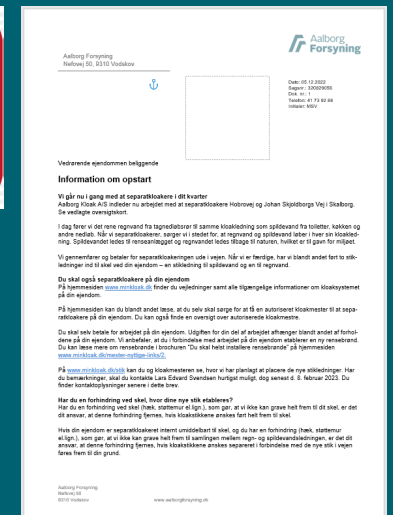 Aalborg
Forsyning
Aalborg Forsyning
Nefovej 50, 9310 Vodskov
Dato: 05.12.2022
Dok. nr.: 1
Telefon: 41 73 82 68
Initialer: MSV
Vedrørende ejendommen beliggende
Information om opstart
Vi går nu i gang med at separatkloakere i dit kvarter
Aalborg Kloak A/S indleder nu arbejdet med at separatkloakere Hobrovej og Johan Skjoldborgs Vej i Skalborg.
Se vedlagte oversigtskort.
I dag fører vi det rene regnvand fra tagnedløbsrør til samme kloakledning som spildevand fra toiletter, køkken og
andre nedløb. Når vi separatkloakerer, sørger vi i stedet for, at regnvand og spildevand løber i hver sin kloakled-
ning. Spildevandet ledes til renseanlægget og regnvandet ledes tilbage til naturen, hvilket er til gavn for miljøet.
Vi gennemfører og betaler for separatkloakeringen ude i vejen. Når vi er færdige, har vi blandt andet ført to stik-
ledninger ind til skel ved din ejendom – en stikledning til spildevand og en til regnvand.
Du skal også separatkloakere på din ejendom
På hjemmesiden www.minkloak.dk finder du vejledninger samt alle tilgængelige informationer om kloaksystemet
på din ejendom.
På hjemmesiden kan du blandt andet læse, at du selv skal sørge for at få en autoriseret kloakmester til at sepa-
ratkloakere på din ejendom. Du kan også finde en oversigt over autoriserede kloakmestre.
Du skal selv betale for arbejdet på din ejendom. Udgiften for din del af arbejdet afhænger blandt andet af forhol-
dene på din ejendom. Vi anbefaler, at du i forbindelse med arbejdet på din ejendom etablerer en ny rensebrønd.
Du kan læse mere om rensebrønde i brochuren "Du skal helst installere rensebrønde" på hjemmesiden
www.minkloak.dk/mester-nyttige-links/2.
På www.minkloak.dk/stik kan du og kloakmesteren se, hvor vi har planlagt at placere de nye stikledninger. Har
du bemærkninger, skal du kontakte Lars Edvard Svendsen hurtigst muligt, dog senest d. 8. februar 2023. Du
finder kontaktoplysninger senere i dette brev.
Har du en forhindring ved skel, hvor dine nye stik etableres?
Har du en forhindring ved skel (hæk, støttemur el.lign.), som gør, at vi ikke kan grave helt frem til dit skel, er det
dit ansvar, at denne forhindring fjernes, hvis kloakstikkene ønskes ført helt frem til skel.
Hvis din ejendom er separatkloakeret internt umiddelbart til skel, og du har en forhindring (hæk, støttemur
el.lign.), som gør, at vi ikke kan grave helt frem til samlingen mellem regn- og spildevandsledningen, er det dit
ansvar, at denne forhindring fjernes, hvis kloakstikkene ønskes separeret i forbindelse med de nye stik i vejen
føres frem til din grund.
Aalborg Forsyning
Nefovej 50
9310 Vodskov
www.aalborgforsyning.dk